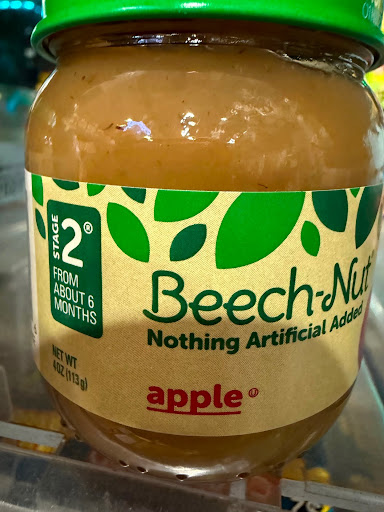 STAGE
2®
FROM
ABOUT 6
MONTHS
Beech-Nut
Nothing Artificial Added
NET WT
4OZ (113g)
apple